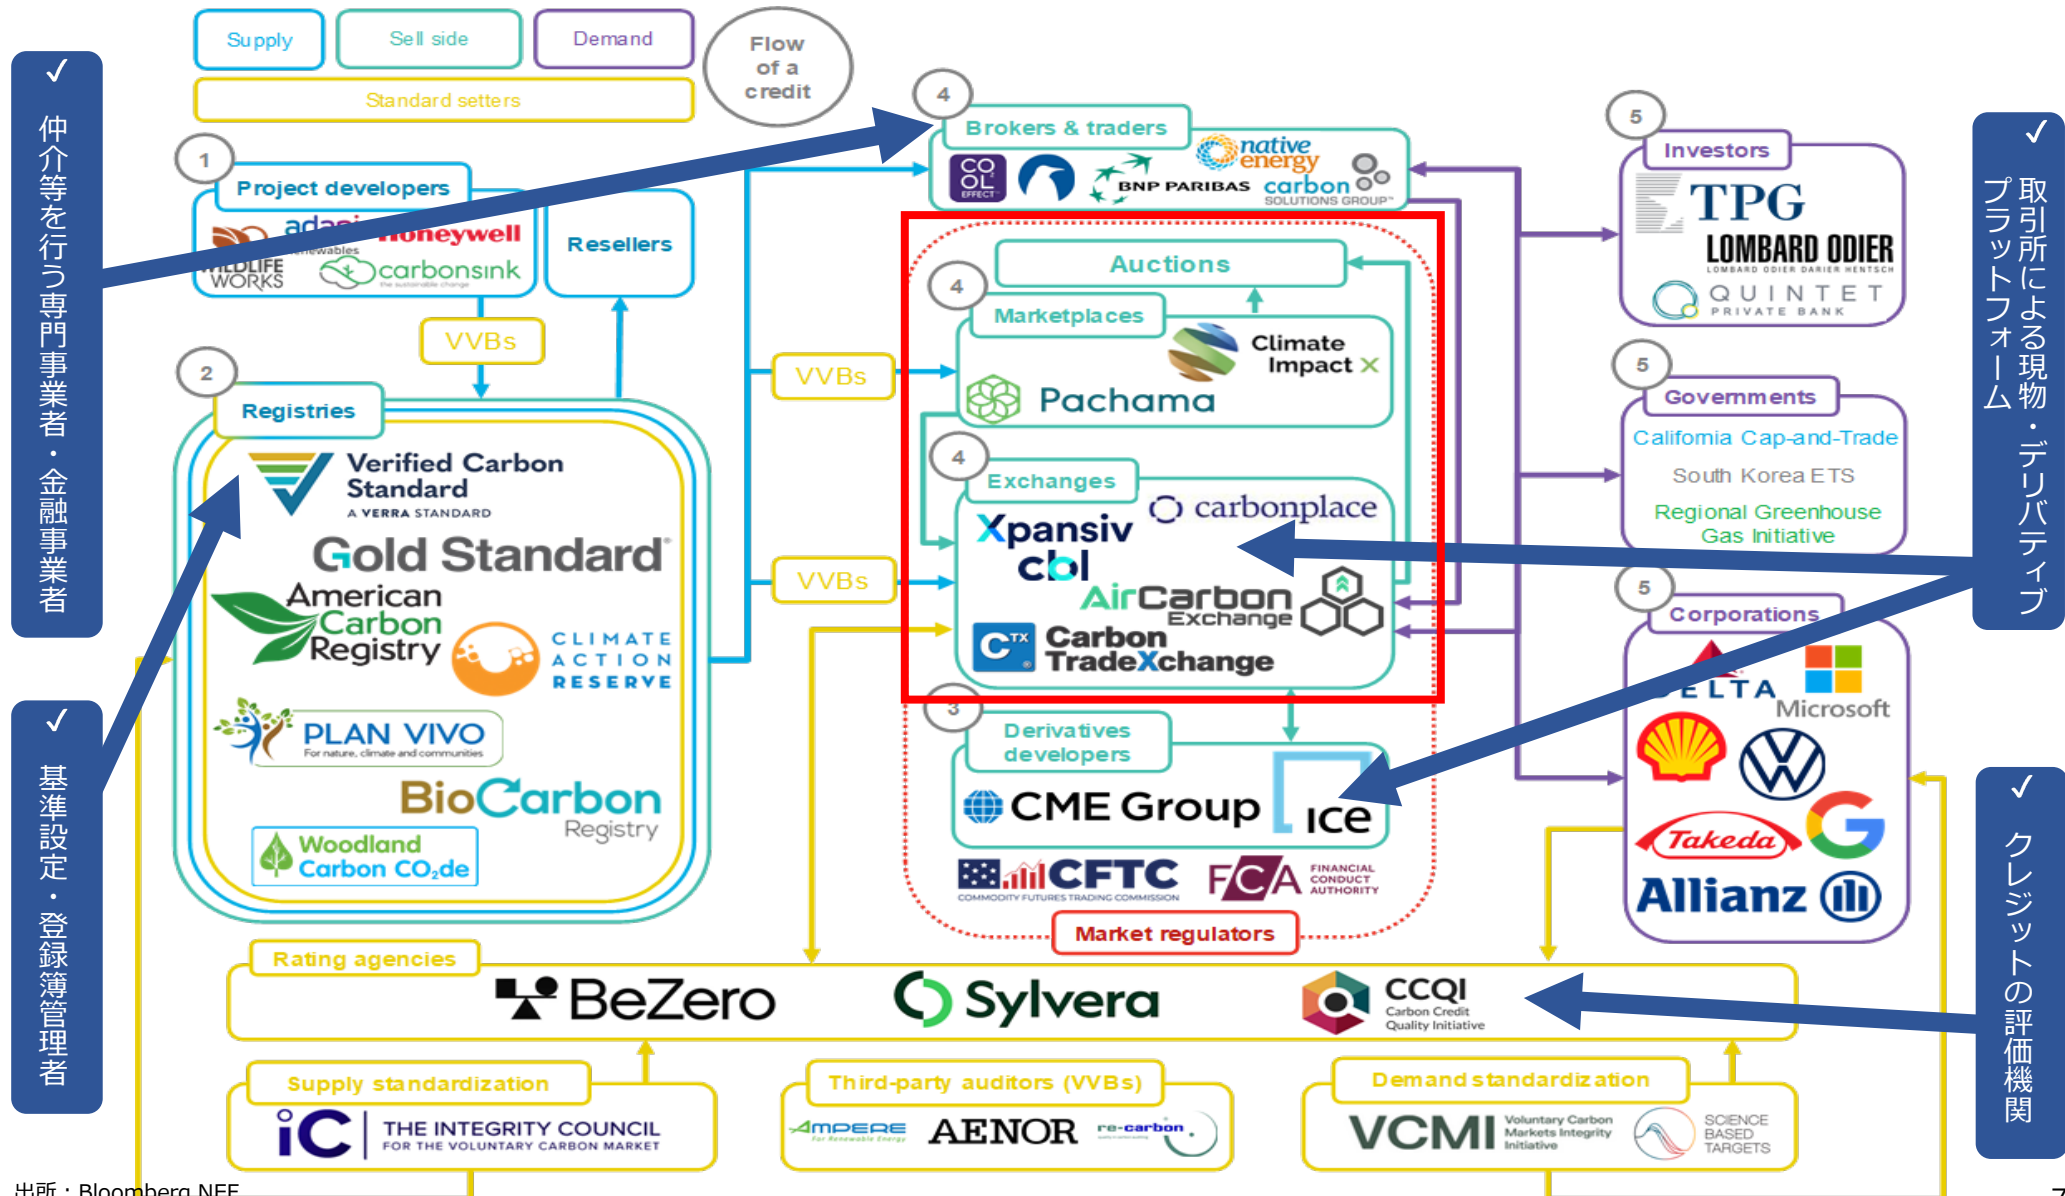 Supply
Sell side
Demand
Standard setters
Flow
of a
credit
✓ 仲介等を行う専門事業者・金融事業者
✓ 基準設定・登録簿管理者
✓ 取引所による現物・デリバティブ
プラットフォーム
✓ クレジットの評価機関
1
Project developers
WILDLIFE
WORKS
Honeywell
carbonsink
the sustainable change
Resellers
VVBs
2
Registries
Verified Carbon
Standard
A VERRA STANDARD
Gold Standard
American
Carbon
Registry
CLIMATE
ACTION
RESERVE
PLAN VIVO
For nature, climate and communities
BioCarbon
Registry
Woodland
Carbon CO₂de
VVBs
VVBs
4
Brokers & traders
COOL
EFFECT
BNP PARIBAS
native
energy
carbon
SOLUTIONS GROUP
Auctions
4
Marketplaces
Climate
Impact X
Pachama
4
Exchanges
Xpansiv
cbl
carbonplace
AirCarbon
Exchange
CTX
Carbon
TradeXchange
3
Derivatives
developers
CME Group
ICE
CFTC
COMMODITY FUTURES TRADING COMMISSION
FCA
FINANCIAL
CONDUCT
AUTHORITY
Market regulators
5
Investors
TPG
LOMBARD ODIER
LOMBARD ODIER DARIER HENTSCH
QUINTET
PRIVATE BANK
5
Governments
California Cap-and-Trade
South Korea ETS
Regional Greenhouse
Gas Initiative
5
Corporations
DELTA
Microsoft
Takeda
Allianz
Rating agencies
BeZero
Sylvera
CCQI
Carbon Credit
Quality Initiative
Supply standardization
iC
THE INTEGRITY COUNCIL
FOR THE VOLUNTARY CARBON MARKET
Third-party auditors (VVBs)
AMPERE
For Renewable Energy
AENOR
re-carbon
Demand standardization
VCMI
Voluntary Carbon
Markets Integrity
Initiative
SCIENCE
BASED
TARGETS
出所：Bloomberg NEF
7